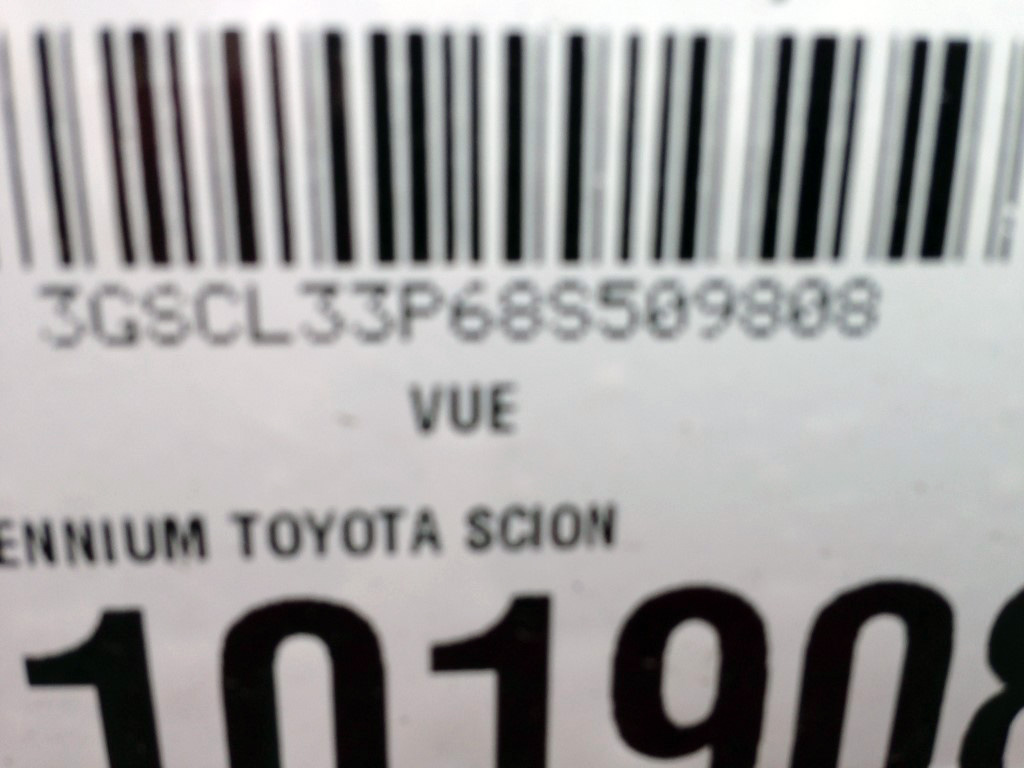 3GSCL33P68S509808
VUE
ENNIUM TOYOTA SCION
101908